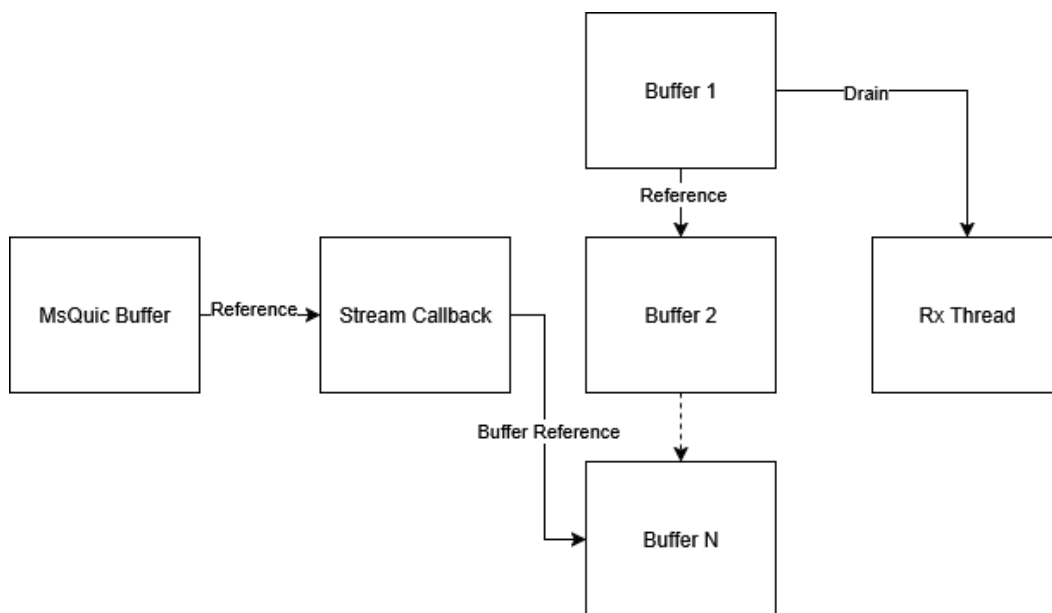 Buffer 1
Drain
Reference
MsQuic Buffer
Reference
Stream Callback
Buffer 2
Rx Thread
Buffer Reference
Buffer N